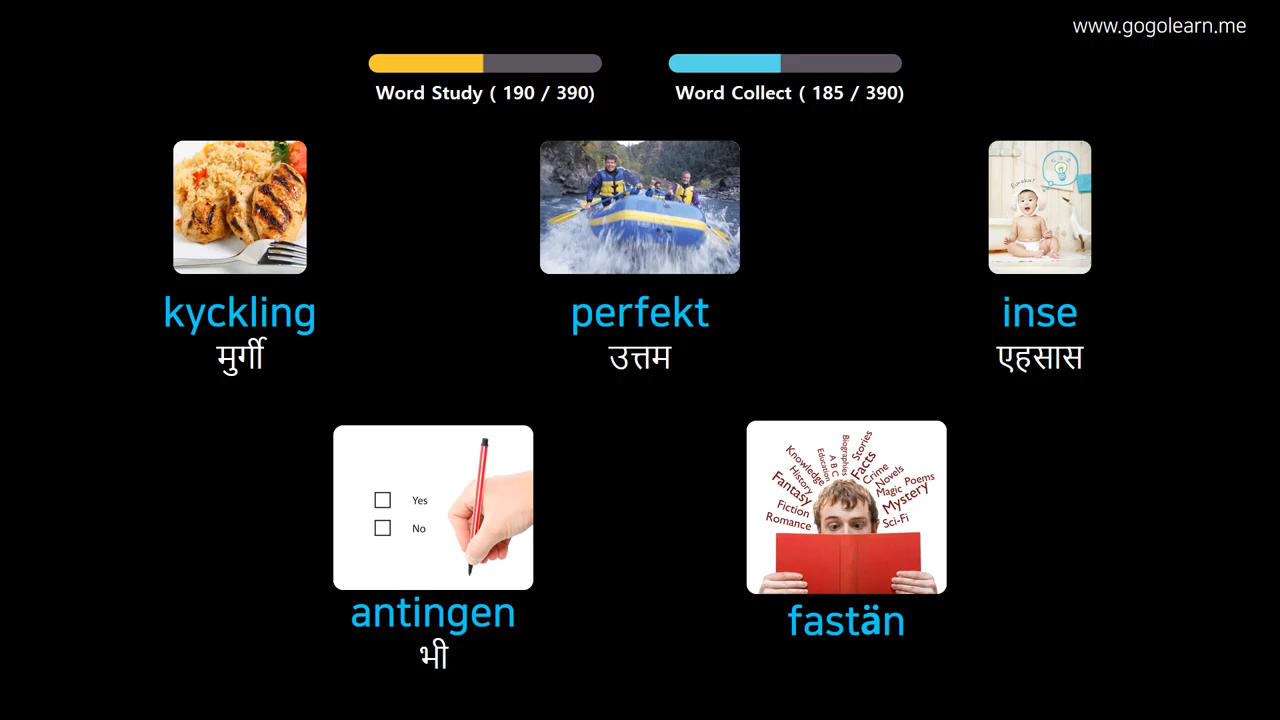 www.gogolearn.me
Word Study ( 190 / 390)
Word Collect ( 185 / 390)
Eureka!
kyckling
perfekt
inse
मुर्गी
उत्तम
एहसास
Yes
No
Biographies
Stories
Knowledge
Education
A B C
Facts
Crime
History
Novels
Fantasy
Magic
Poems
Mystery
Fiction
Romance
Sci-Fi
antingen
fastän
भी